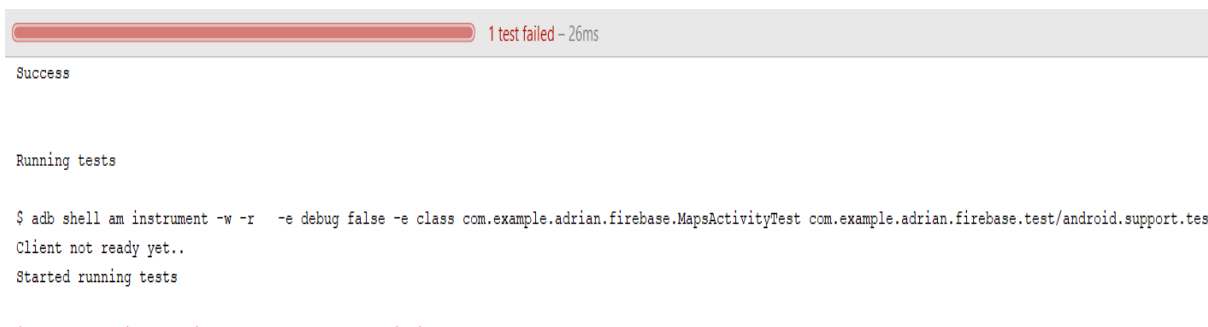 1 test failed – 26ms
Success
Running tests
$ adb shell am instrument -w -r   -e debug false -e class com.example.adrian.firebase.MapsActivityTest com.example.adrian.firebase.test/android.support.tes
Client not ready yet..
Started running tests